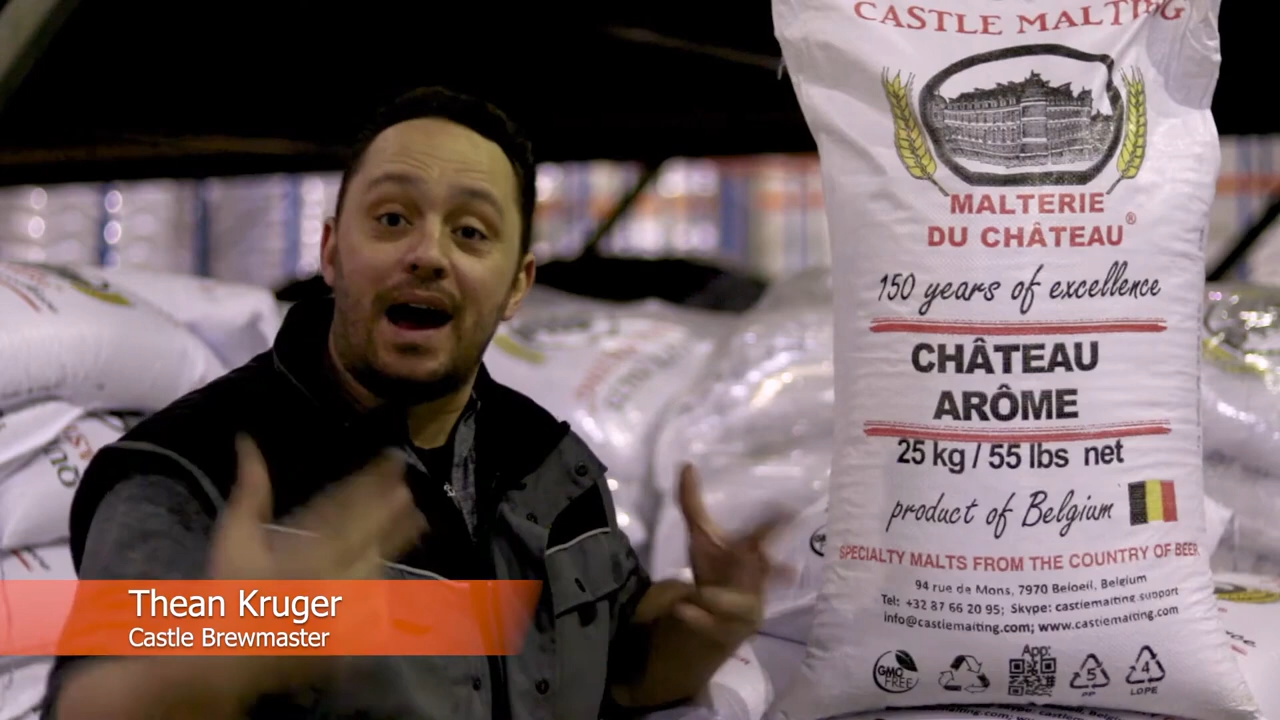 CASTLE MALTING
MALTERIE
DU CHÂTEAU®
150 years of excellence
CHÂTEAU
ARÔME
25 kg / 55 lbs net
product of Belgium
SPECIALTY MALTS FROM THE COUNTRY OF BEER
94 rue de Mons, 7970 Beloeil, Belgium
Tel: +32 87 66 20 95; Skype: castlemalting.support
info@castlemalting.com; www.castlemalting.com
App:
GMO
FREE
5
PP
4
LDPE
Thean Kruger
Castle Brewmaster